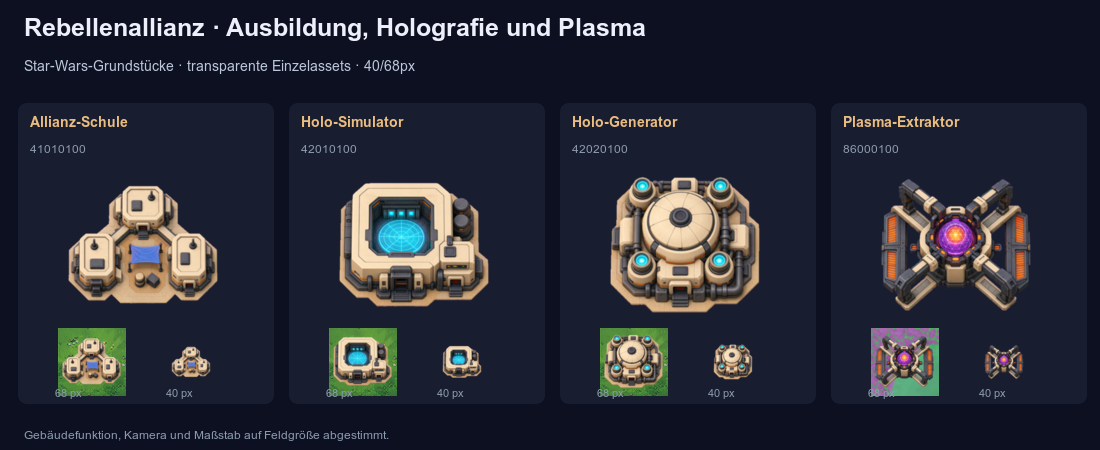 Rebellenallianz · Ausbildung, Holografie und Plasma
Star-Wars-Grundstücke · transparente Einzelassets · 40/68px
Allianz-Schule
41010100
68 px
40 px
Holo-Simulator
42010100
68 px
40 px
Holo-Generator
42020100
68 px
40 px
Plasma-Extraktor
86000100
68 px
40 px
Gebäudefunktion, Kamera und Maßstab auf Feldgröße abgestimmt.